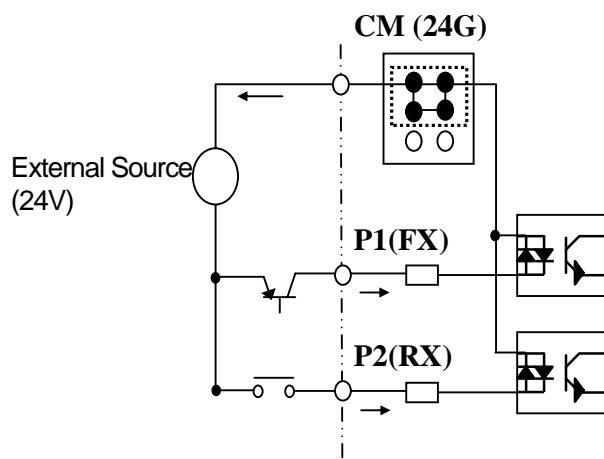 CM (24G)
External Source
(24V)
P1(FX)
P2(RX)